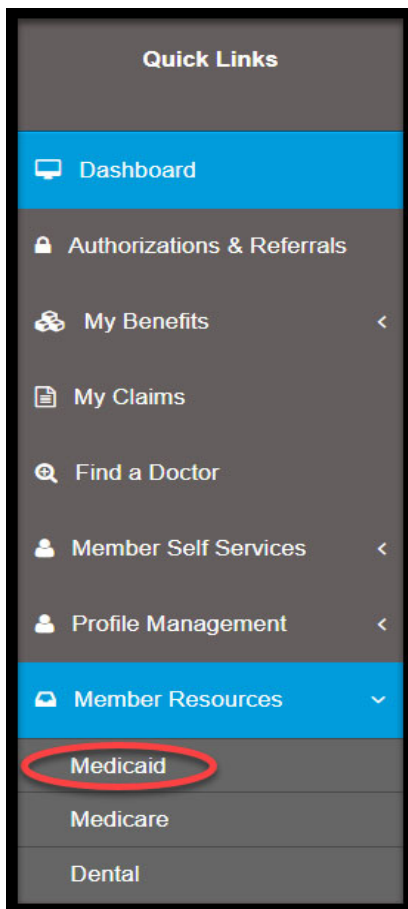 Quick Links
Dashboard
Authorizations & Referrals
My Benefits
My Claims
Find a Doctor
Member Self Services
Profile Management
Member Resources
Medicaid
Medicare
Dental